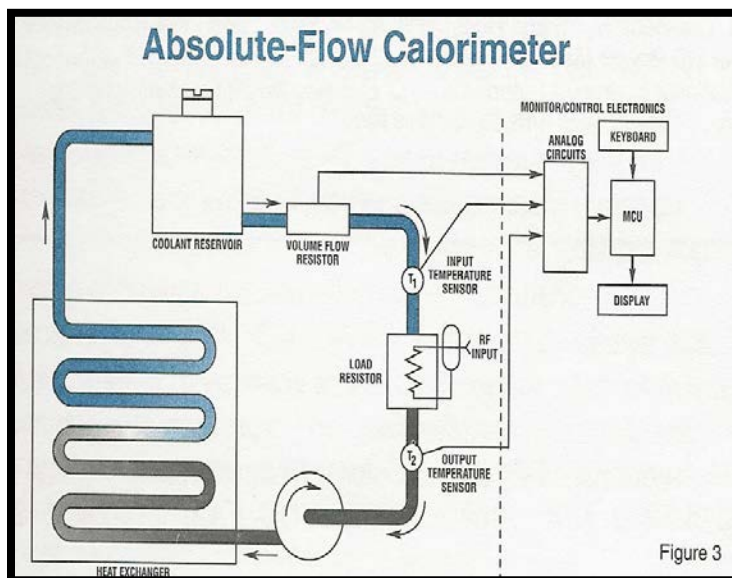 Absolute-Flow Calorimeter
MONITOR/CONTROL ELECTRONICS
ANALOG
CIRCUITS
KEYBOARD
MCU
DISPLAY
COOLANT RESERVOIR
VOLUME FLOW
RESISTOR
T1
INPUT
TEMPERATURE
SENSOR
LOAD
RESISTOR
RF
INPUT
T2
OUTPUT
TEMPERATURE
SENSOR
HEAT EXCHANGER
Figure 3